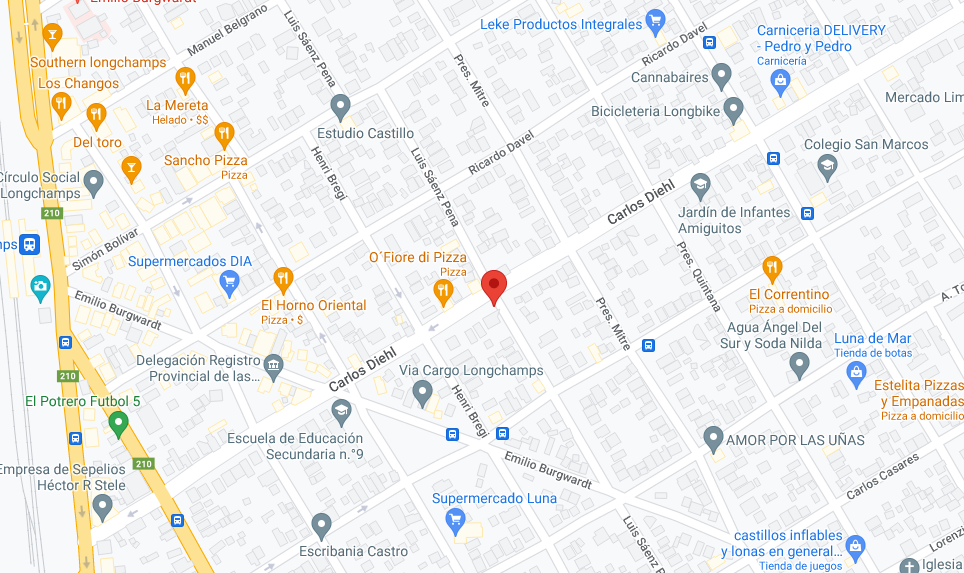 Emilio Burgwardt
Leke Productos Integrales
Carniceria DELIVERY
- Pedro y Pedro
Carnicería
Luis Sáenz Pena
Manuel Belgrano
Ricardo Davel
Southern longchamps
Los Changos
Pres. Mitre
Cannabaires
La Mereta
Helado • $$
Bicicleteria Longbike
Mercado Lim
Estudio Castillo
Del toro
Sancho Pizza
Pizza
Ricardo Davel
Colegio San Marcos
Henri Bregi
Luis Sáenz Pena
Círculo Social
Longchamps
Carlos Diehl
Jardín de Infantes
Amiguitos
210
Simón Bolívar
ps
Supermercados DIA
O´Fiore di Pizza
Pizza
Pres. Quintana
Emilio Burgwardt
El Horno Oriental
Pizza • $
El Correntino
Pizza a domicilio
A. To
Pres. Mitre
Agua Ángel Del
Sur y Soda Nilda
Luna de Mar
Tienda de botas
Delegación Registro
Provincial de las...
Carlos Diehl
Via Cargo Longchamps
210
Estelita Pizzas
y Empanadas
Pizza a domicilio
El Potrero Futbol 5
Henri Bregi
Escuela de Educación
Secundaria n.°9
AMOR POR LAS UÑAS
210
Empresa de Sepelios
Héctor R Stele
Emilio Burgwardt
Carlos Casares
Supermercado Luna
Luis Sáenz Pena
Escribania Castro
castillos inflables
y lonas en general...
Tienda de juegos
Lorenzi
Iglesia